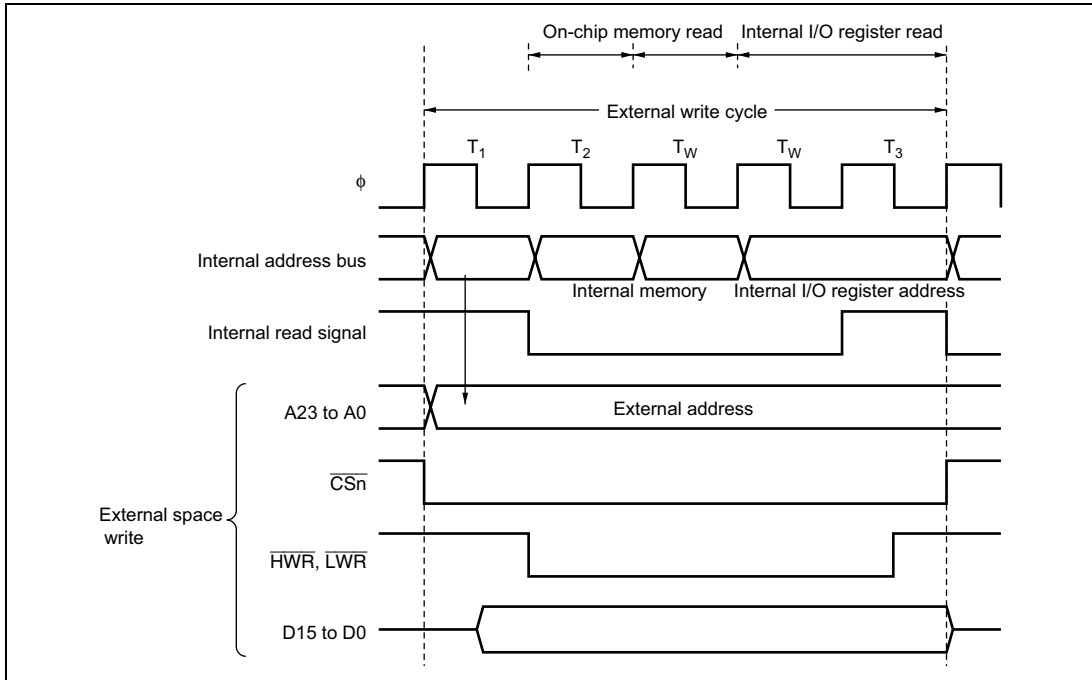 On-chip memory read Internal I/O register read
External write cycle
T1 T2 TW TW T3
ϕ
Internal address bus
Internal memory Internal I/O register address
Internal read signal
A23 to A0 External address
CSn
External space
write
HWR, LWR
D15 to D0